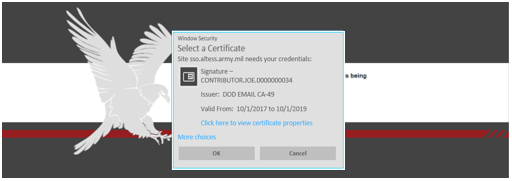 Window Security
Select a Certificate
Site sso.altess.army.mil needs your credentials:
Signature –
CONTRIBUTOR.JOE.0000000034
Issuer: DOD EMAIL CA-49
Valid From: 10/1/2017 to 10/1/2019
Click here to view certificate properties
More choices
OK
Cancel
being